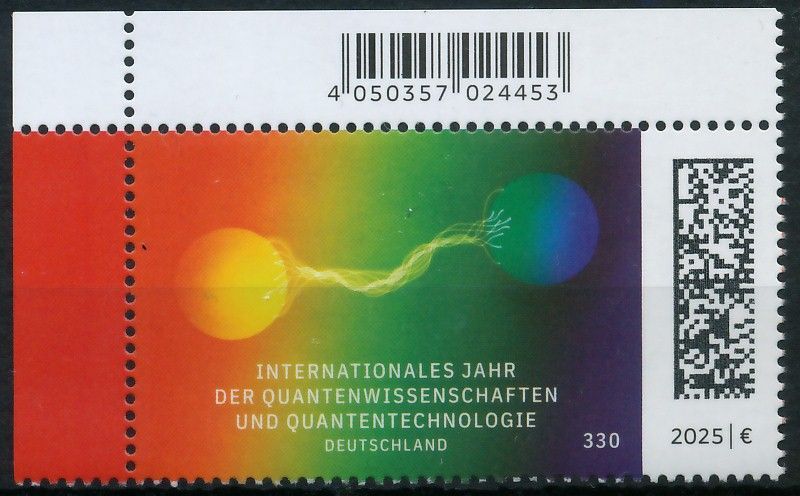 4 050357 024453
INTERNATIONALES JAHR
DER QUANTENWISSENSCHAFTEN
UND QUANTENTECHNOLOGIE
DEUTSCHLAND
330
2025 | €